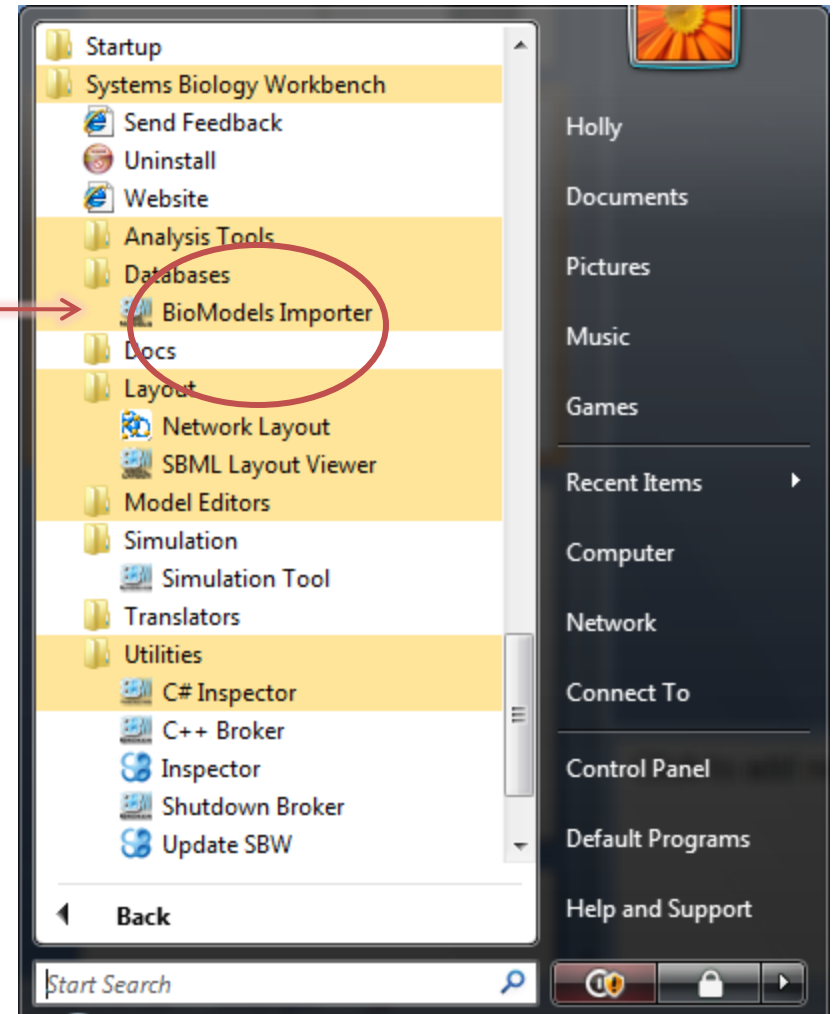 Startup
Systems Biology Workbench
Send Feedback
Uninstall
Website
Analysis Tools
Databases
BioModels Importer
Docs
Layout
Network Layout
SBML Layout Viewer
Model Editors
Simulation
Simulation Tool
Translators
Utilities
C# Inspector
C++ Broker
Inspector
Shutdown Broker
Update SBW
Back
Start Search
Holly
Documents
Pictures
Music
Games
Recent Items
Computer
Network
Connect To
Control Panel
Default Programs
Help and Support